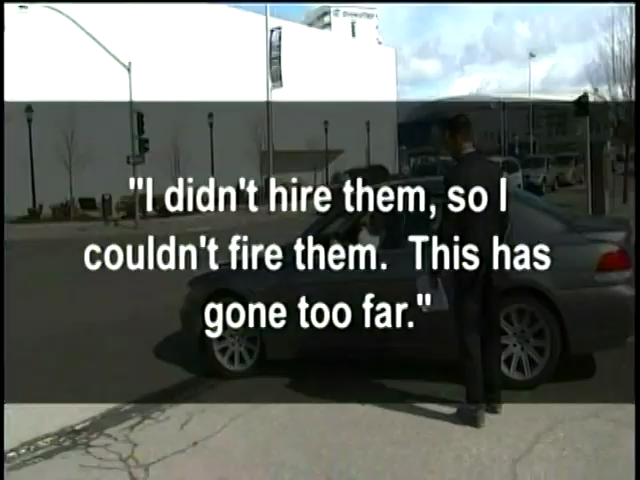 "I didn't hire them, so I
couldn't fire them.  This has
gone too far."